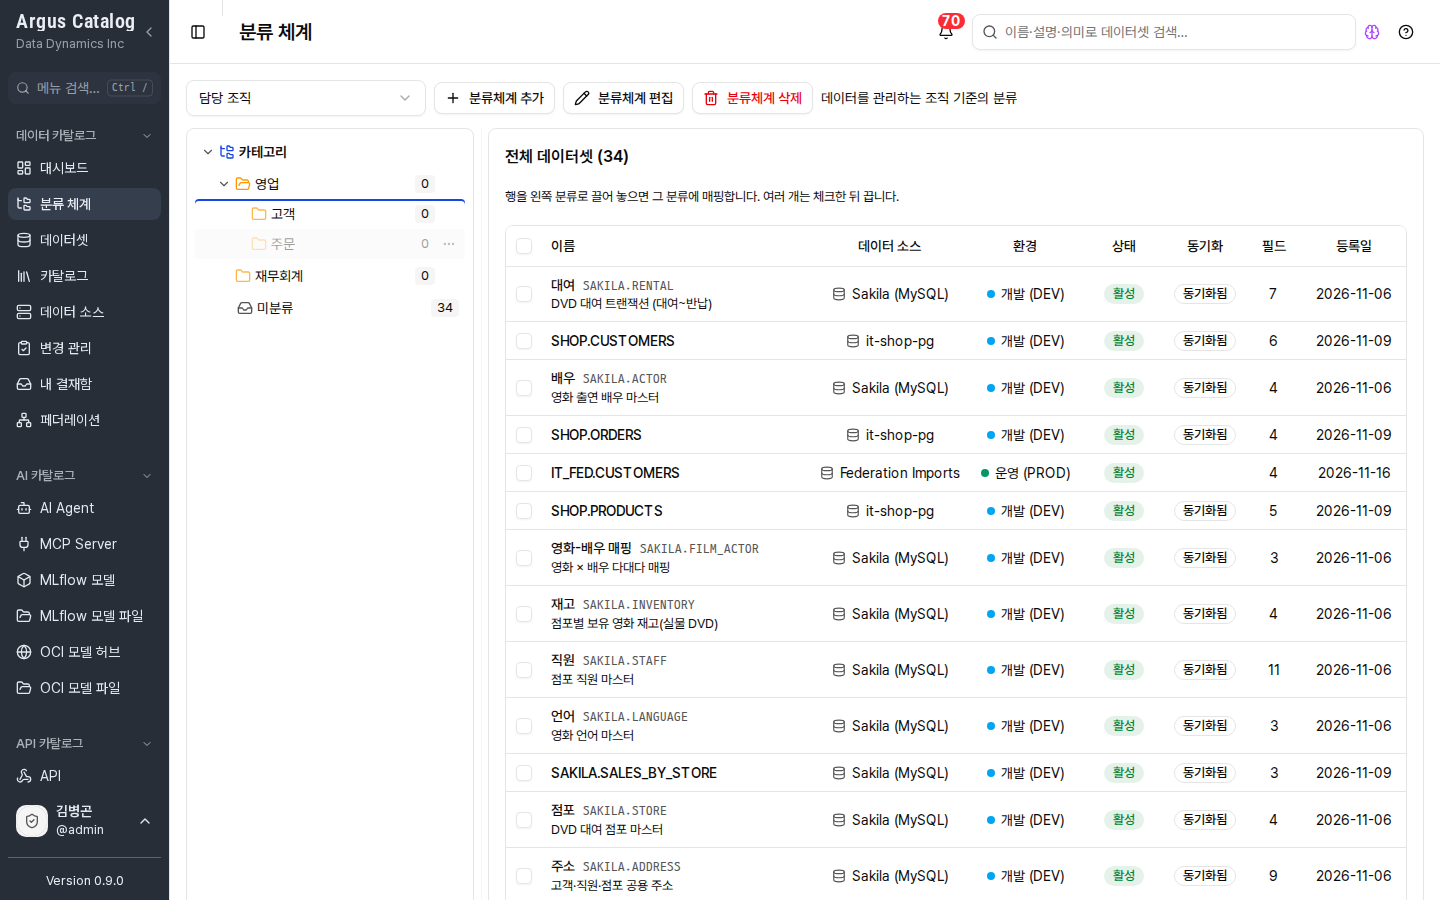 Argus Catalog
Data Dynamics Inc
메뉴 검색... Ctrl /
데이터 카탈로그
대시보드
분류 체계
데이터셋
카탈로그
데이터 소스
변경 관리
내 결재함
페더레이션
AI 카탈로그
AI Agent
MCP Server
MLflow 모델
MLflow 모델 파일
OCI 모델 허브
OCI 모델 파일
API 카탈로그
API
김병곤
@admin
Version 0.9.0
분류 체계
70
이름·설명·의미로 데이터셋 검색...
담당 조직
분류체계 추가
분류체계 편집
분류체계 삭제
데이터를 관리하는 조직 기준의 분류
카테고리
영업 0
고객 0
주문 0 ···
재무회계 0
미분류 34
전체 데이터셋 (34)
행을 왼쪽 분류로 끌어 놓으면 그 분류에 매핑합니다. 여러 개는 체크한 뒤 끕니다.
이름 데이터 소스 환경 상태 동기화 필드 등록일
대여 SAKILA.RENTAL Sakila (MySQL) 개발 (DEV) 활성 동기화됨 7 2026-11-06
DVD 대여 트랜잭션 (대여~반납)
SHOP.CUSTOMERS it-shop-pg 개발 (DEV) 활성 동기화됨 6 2026-11-09
배우 SAKILA.ACTOR Sakila (MySQL) 개발 (DEV) 활성 동기화됨 4 2026-11-06
영화 출연 배우 마스터
SHOP.ORDERS it-shop-pg 개발 (DEV) 활성 동기화됨 4 2026-11-09
IT_FED.CUSTOMERS Federation Imports 운영 (PROD) 활성 4 2026-11-16
SHOP.PRODUCTS it-shop-pg 개발 (DEV) 활성 동기화됨 5 2026-11-09
영화-배우 매핑 SAKILA.FILM_ACTOR Sakila (MySQL) 개발 (DEV) 활성 동기화됨 3 2026-11-06
영화 × 배우 다대다 매핑
재고 SAKILA.INVENTORY Sakila (MySQL) 개발 (DEV) 활성 동기화됨 4 2026-11-06
점포별 보유 영화 재고(실물 DVD)
직원 SAKILA.STAFF Sakila (MySQL) 개발 (DEV) 활성 동기화됨 11 2026-11-06
점포 직원 마스터
언어 SAKILA.LANGUAGE Sakila (MySQL) 개발 (DEV) 활성 동기화됨 3 2026-11-06
영화 언어 마스터
SAKILA.SALES_BY_STORE Sakila (MySQL) 개발 (DEV) 활성 동기화됨 3 2026-11-09
점포 SAKILA.STORE Sakila (MySQL) 개발 (DEV) 활성 동기화됨 4 2026-11-06
DVD 대여 점포 마스터
주소 SAKILA.ADDRESS Sakila (MySQL) 개발 (DEV) 활성 동기화됨 9 2026-11-06
고객·직원·점포 공용 주소